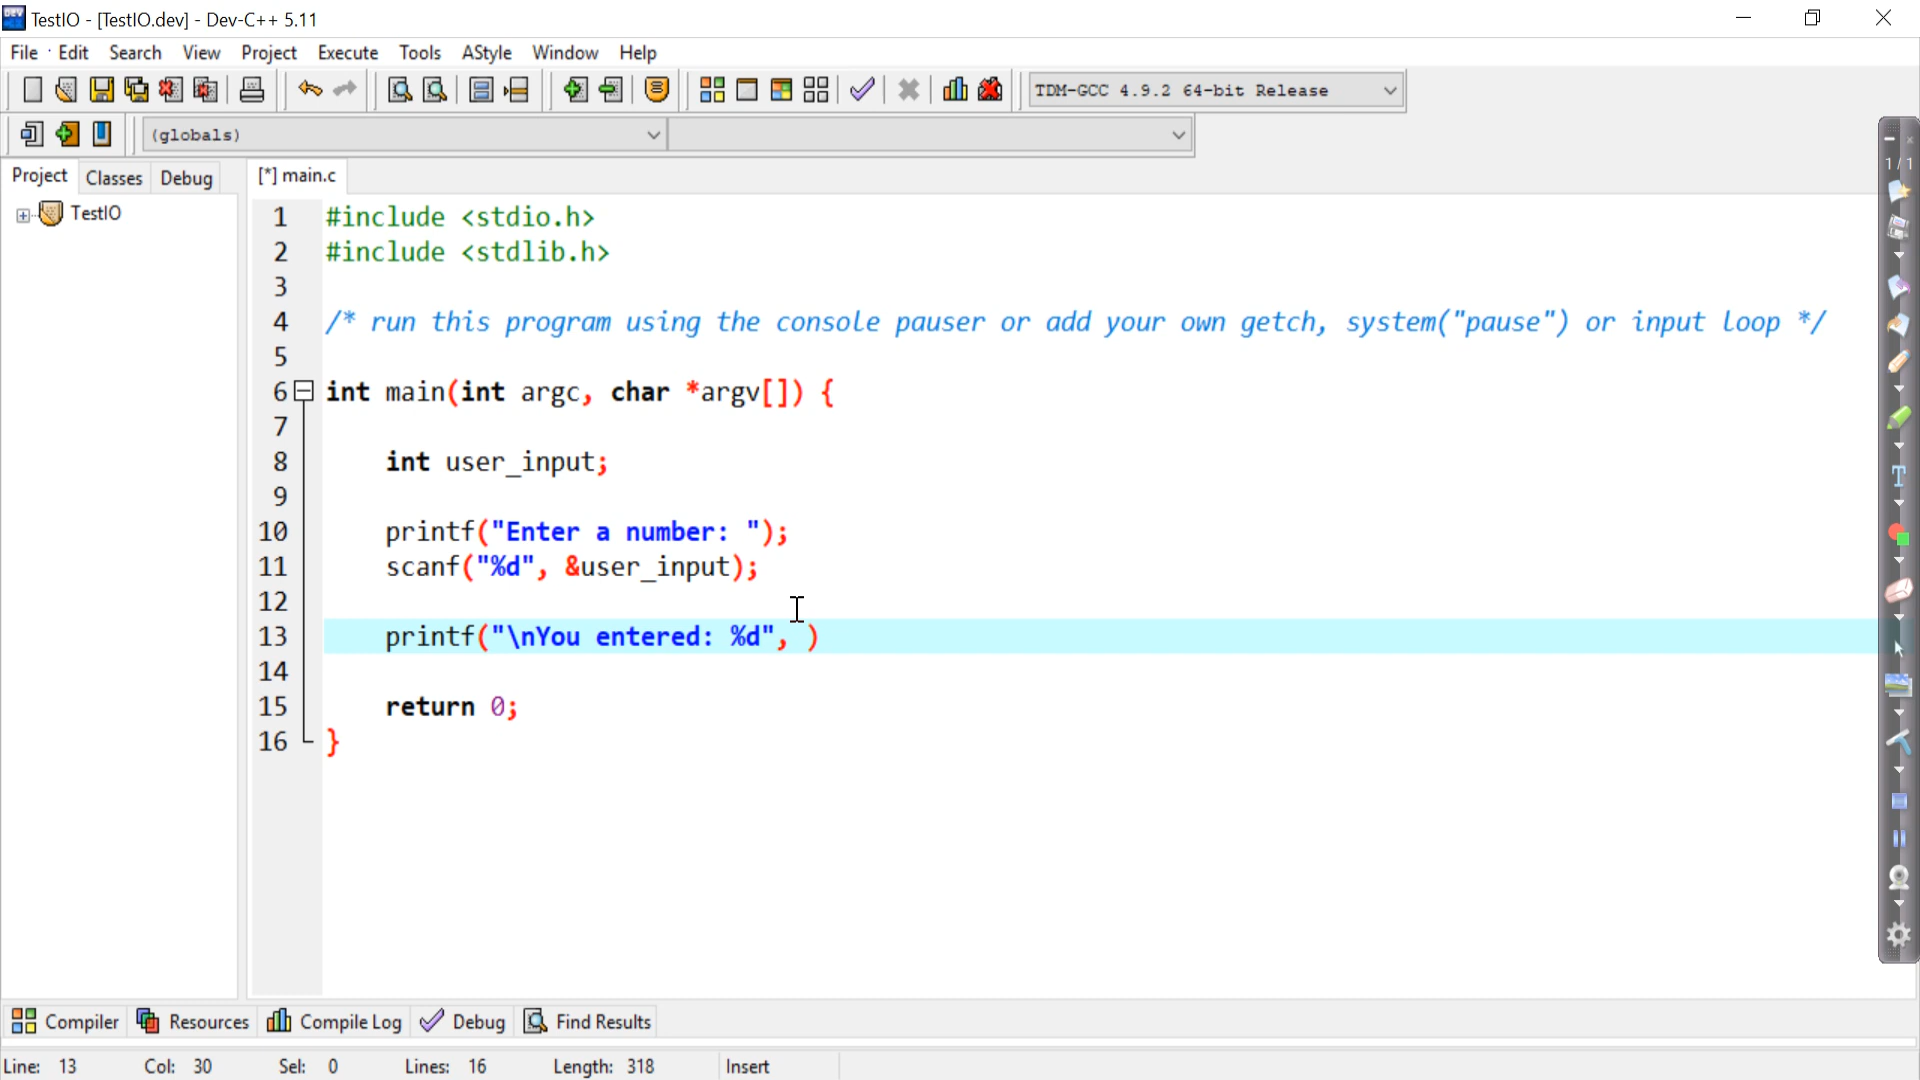 TestIO - [TestIO.dev] - Dev-C++ 5.11
File Edit Search View Project Execute Tools AStyle Window Help
TDM-GCC 4.9.2 64-bit Release
(globals)
Project Classes Debug [*] main.c
TestIO
1 #include <stdio.h>
2 #include <stdlib.h>
3
4 /* run this program using the console pauser or add your own getch, system("pause") or input loop */
5
6 int main(int argc, char *argv[]) {
7
8 int user_input;
9
10 printf("Enter a number: ");
11 scanf("%d", &user_input);
12
13 printf("\nYou entered: %d", )
14
15 return 0;
16 }
1/1
Compiler Resources Compile Log Debug Find Results
Line: 13 Col: 30 Sel: 0 Lines: 16 Length: 318 Insert